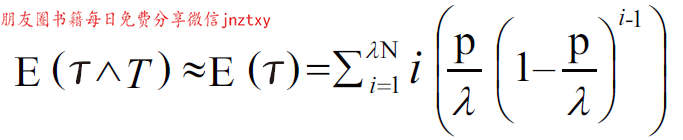 朋友圈书籍每日免费分享微信jnztxy
E (τ∧T) ≈E (τ)=∑_{i=1}^{λN} i (p/λ (1−p/λ)^{i-1})